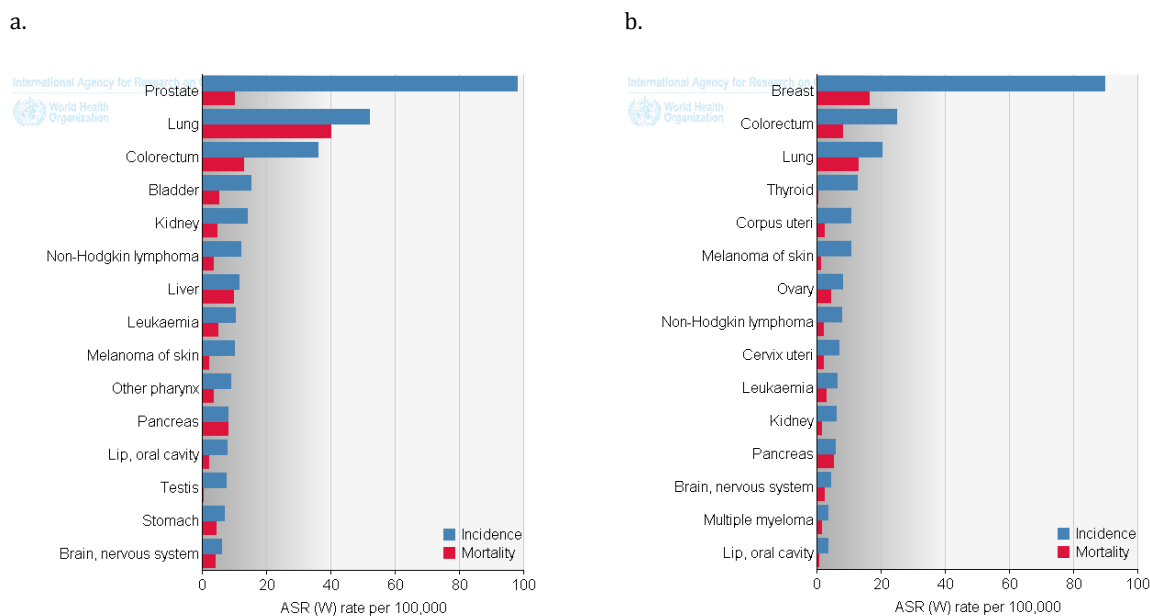 a.
International Agency for Research on
World Health
Organization
Prostate
Lung
Colorectum
Bladder
Kidney
Non-Hodgkin lymphoma
Liver
Leukaemia
Melanoma of skin
Other pharynx
Pancreas
Lip, oral cavity
Testis
Stomach
Brain, nervous system
Incidence
Mortality
0 20 40 60 80 100
ASR (W) rate per 100,000
b.
International Agency for Research on
World Health
Organization
Breast
Colorectum
Lung
Thyroid
Corpus uteri
Melanoma of skin
Ovary
Non-Hodgkin lymphoma
Cervix uteri
Leukaemia
Kidney
Pancreas
Brain, nervous system
Multiple myeloma
Lip, oral cavity
Incidence
Mortality
0 20 40 60 80 100
ASR (W) rate per 100,000